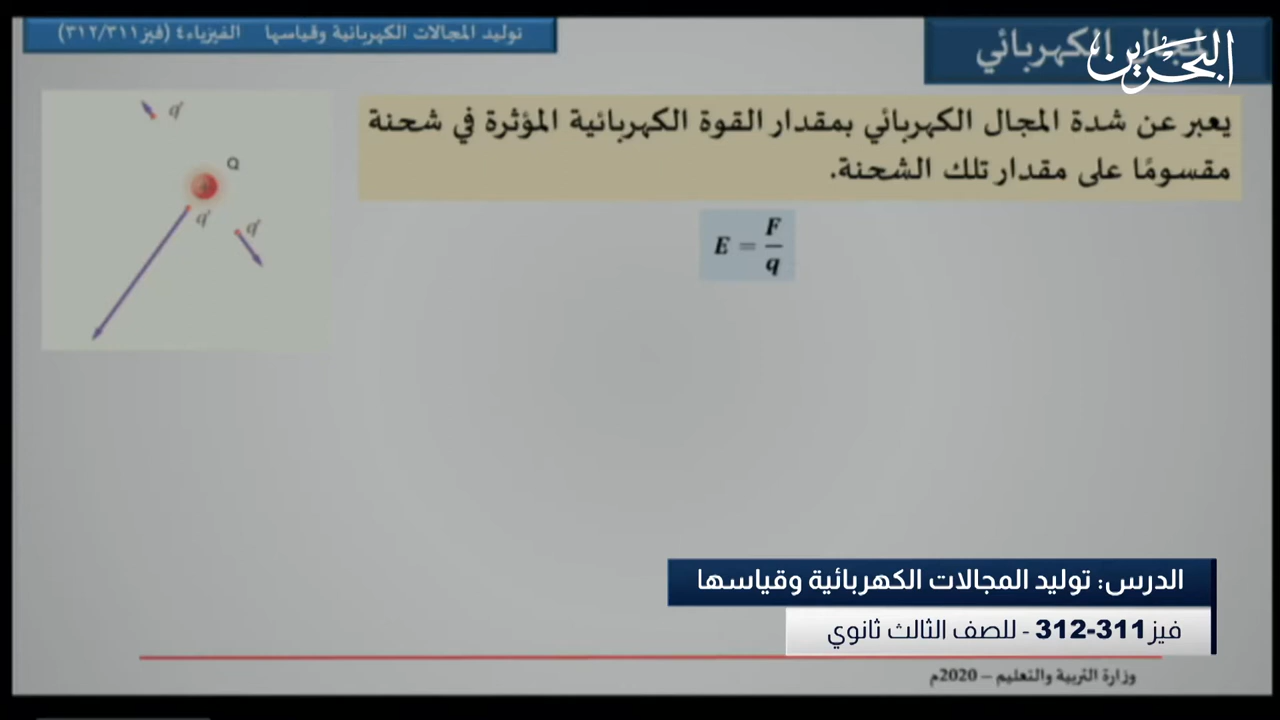 توليد المجالات الكهربائية وقياسها الفيزياء٤ (فيز٣١٢/٣١١)
المجال الكهربائي
البحرين
يعبر عن شدة المجال الكهربائي بمقدار القوة الكهربائية المؤثرة في شحنة
مقسومًا على مقدار تلك الشحنة.
E = F/q
q'
Q
q'
q'
الدرس: توليد المجالات الكهربائية وقياسها
فيز311-312 - للصف الثالث ثانوي
وزارة التربية والتعليم – 2020م